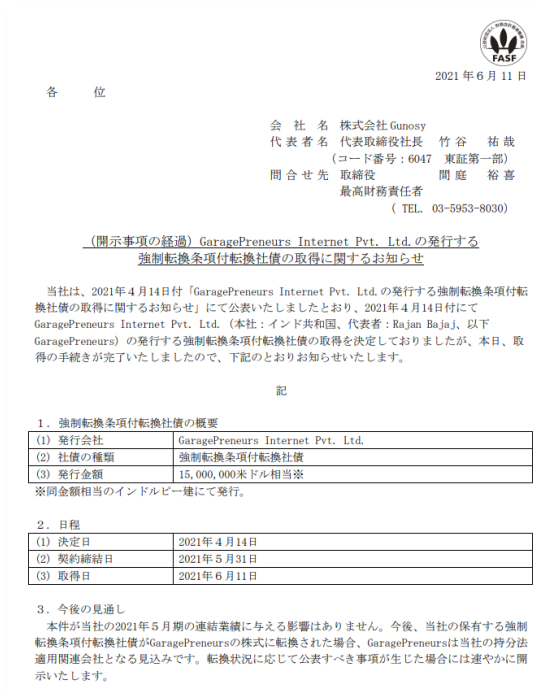 FASF
2021年6月11日
各位
会社名 株式会社Gunosy
代表者名 代表取締役社長 竹谷 祐哉
(コード番号:6047 東証第一部)
問合せ先 取締役 間庭 裕喜
最高財務責任者
( TEL. 03-5953-8030)
(開示事項の経過)GaragePreneurs Internet Pvt. Ltd.の発行する
強制転換条項付転換社債の取得に関するお知らせ
当社は、2021年4月14日付「GaragePreneurs Internet Pvt. Ltd.の発行する強制転換条項付転
換社債の取得に関するお知らせ」にて公表いたしましたとおり、2021年4月14日付にて
GaragePreneurs Internet Pvt. Ltd.(本社:インド共和国、代表者:Rajan Bajaj、以下
GaragePreneurs)の発行する強制転換条項付転換社債の取得を決定しておりましたが、本日、取
得の手続きが完了いたしましたので、下記のとおりお知らせいたします。
記
1.強制転換条項付転換社債の概要
(1) 発行会社 GaragePreneurs Internet Pvt. Ltd.
(2) 社債の種類 強制転換条項付転換社債
(3) 発行金額 15,000,000米ドル相当※
※同金額相当のインドルピー建にて発行。
2.日程
(1) 決定日 2021年4月14日
(2) 契約締結日 2021年5月31日
(3) 取得日 2021年6月11日
3.今後の見通し
本件が当社の2021年5月期の連結業績に与える影響はありません。今後、当社の保有する強制
転換条項付転換社債がGaragePreneursの株式に転換された場合、GaragePreneursは当社の持分法
適用関連会社となる見込みです。転換状況に応じて公表すべき事項が生じた場合には速やかに開
示いたします。